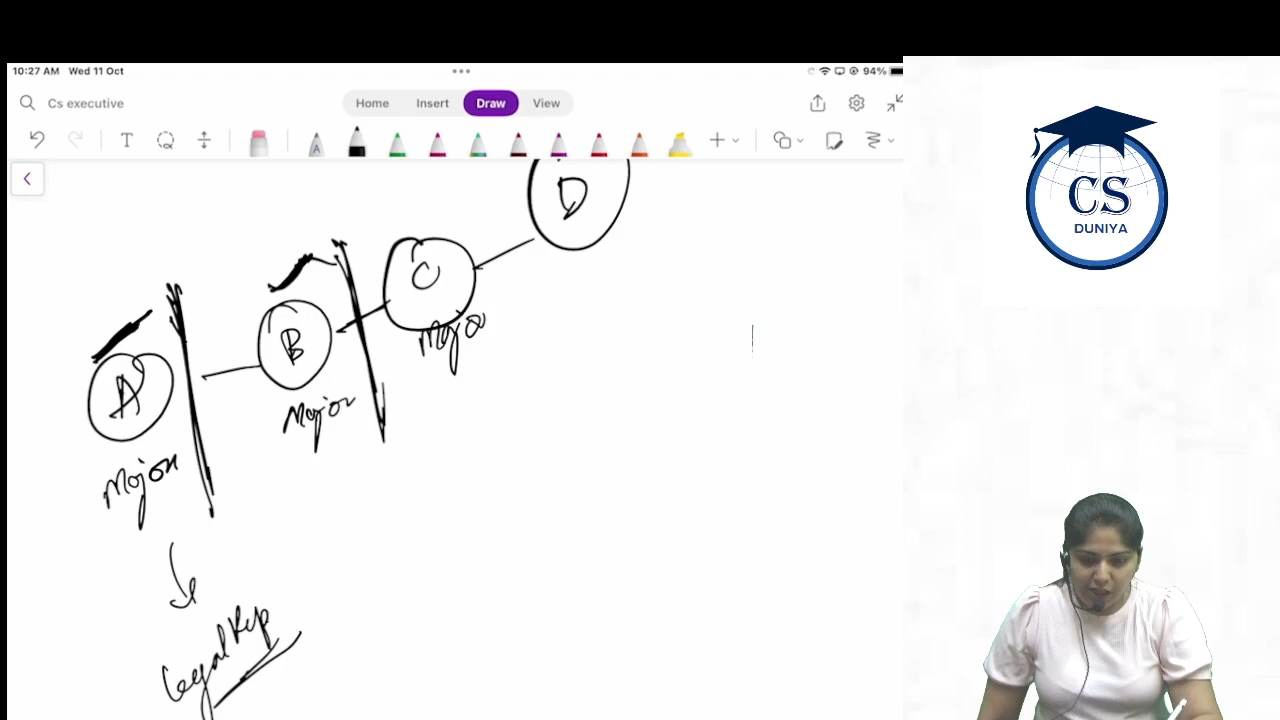 10:27 AM Wed 11 Oct
94%
Cs executive
Home Insert Draw View
T
A
D
C
Major
B
Major
A
Major
Legal Rep
CS
DUNIYA